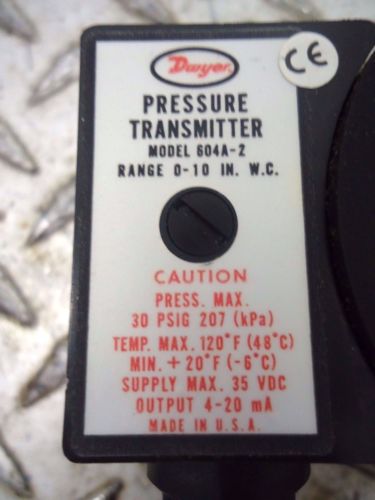 Dwyer
CE
PRESSURE
TRANSMITTER
MODEL 604A-2
RANGE 0-10 IN. W.C.
CAUTION
PRESS. MAX.
30 PSIG 207 (kPa)
TEMP. MAX. 120°F (48°C)
MIN. + 20°F (-6°C)
SUPPLY MAX. 35 VDC
OUTPUT 4-20 mA
MADE IN U.S.A.